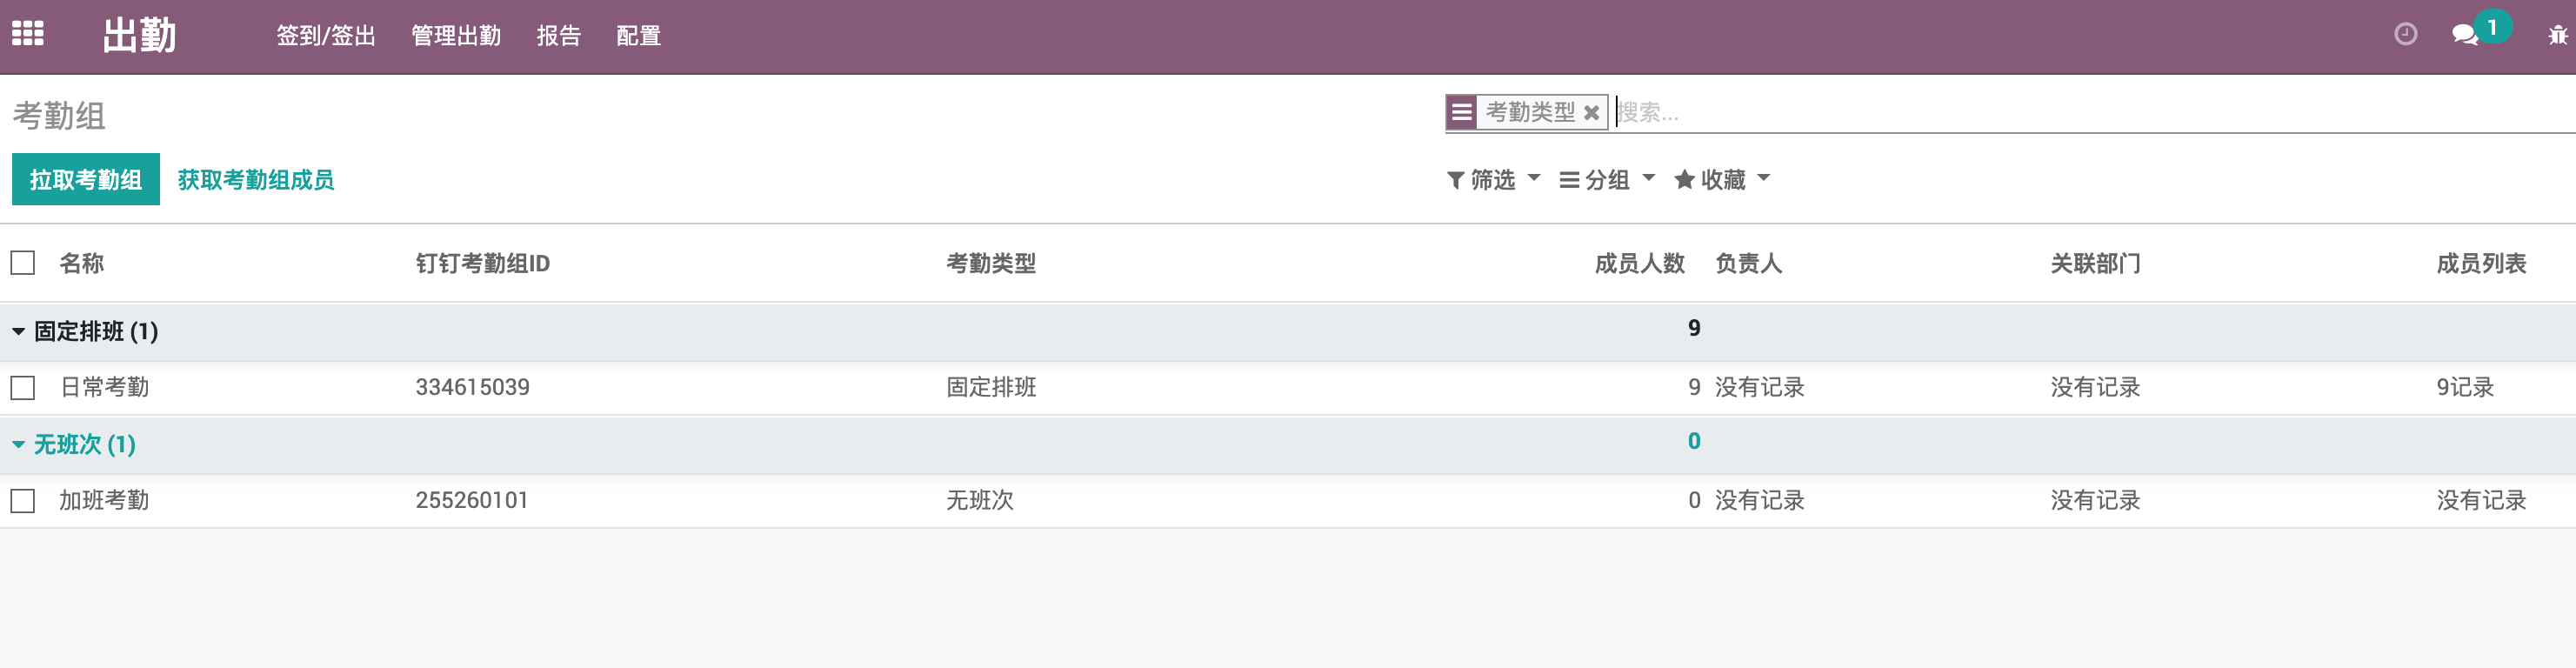 出勤 签到/签出 管理出勤 报告 配置 1
考勤组 考勤类型 搜索...
拉取考勤组 获取考勤组成员 筛选 分组 收藏
名称 钉钉考勤组ID 考勤类型 成员人数 负责人 关联部门 成员列表
固定排班 (1) 9
日常考勤 334615039 固定排班 9 没有记录 没有记录 9记录
无班次 (1) 0
加班考勤 255260101 无班次 0 没有记录 没有记录 没有记录